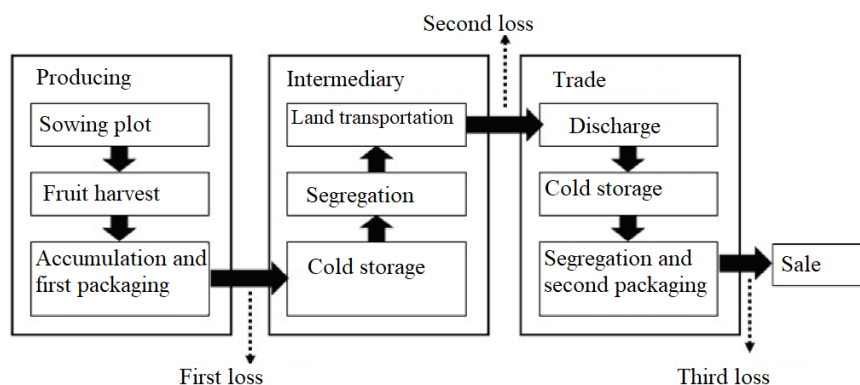 Second loss
Producing
Sowing plot
Fruit harvest
Accumulation and
first packaging
First loss
Intermediary
Land transportation
Segregation
Cold storage
Trade
Discharge
Cold storage
Segregation and
second packaging
Sale
Third loss